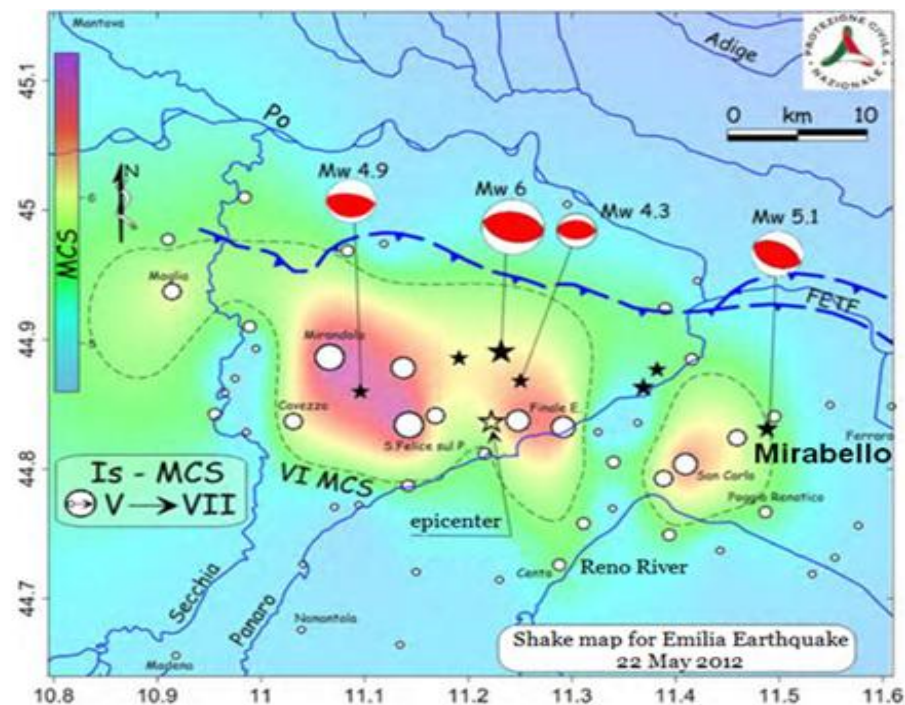 Mantova
Adige
PROTEZIONE CIVILE
NAZIONALE
45.1
Po
0 km 10
N
Mw 4.9
Mw 6
Mw 4.3
Mw 5.1
6
45
MCS
Moglia
FETF
44.9
5
Mirandola
Cavezzo
Finale E.
S.Felice sul P.
Ferrara
44.8
Mirabello
Is - MCS
V VII
VI MCS
San Carlo
Poggio Renatico
epicenter
Cento
Reno River
44.7
Secchia
Panaro
Nonantola
Modena
Shake map for Emilia Earthquake
22 May 2012
10.8 10.9 11 11.1 11.2 11.3 11.4 11.5 11.6